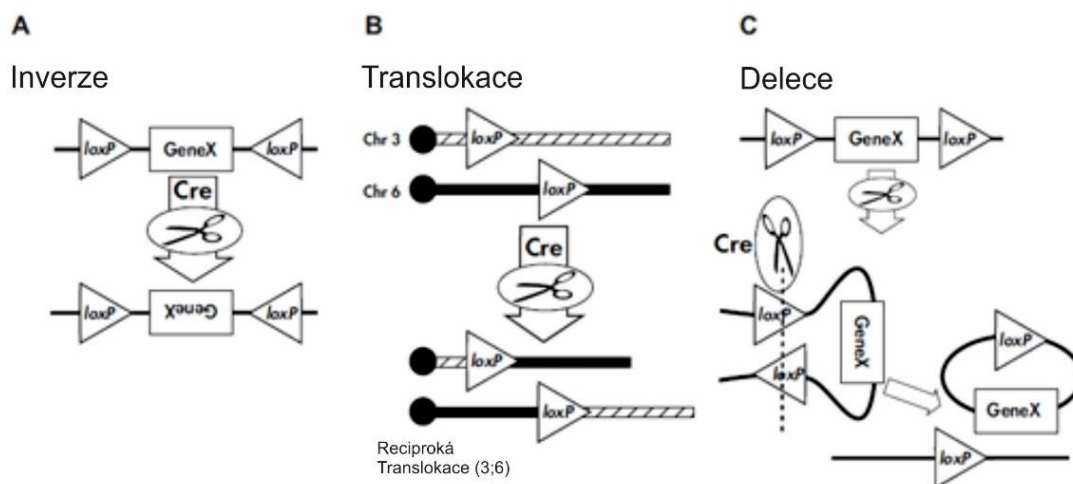 A
Inverze
loxP GeneX loxP
Cre
loxP GeneX loxP
B
Translokace
Chr 3 loxP
Chr 6 loxP
Cre
loxP
loxP
Reciproká
Translokace (3;6)
C
Delece
loxP GeneX loxP
Cre
loxP
GeneX
loxP
loxP
GeneX
loxP